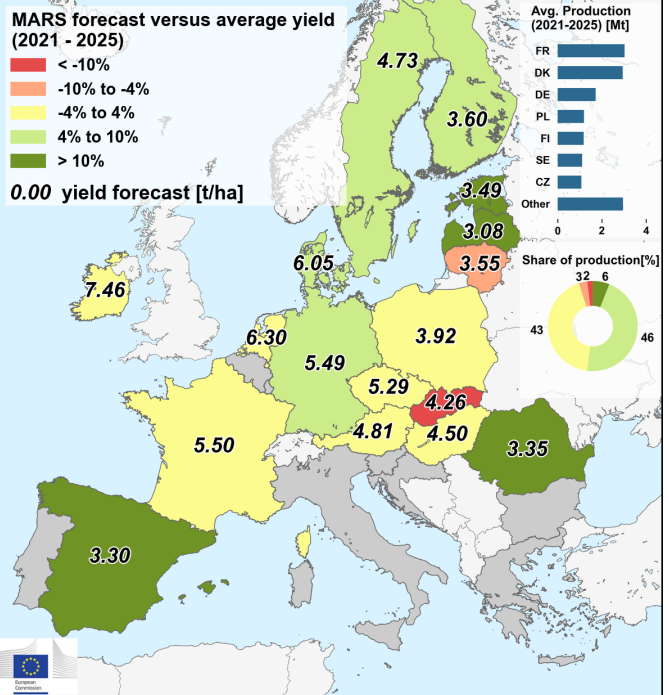 MARS forecast versus average yield
(2021 - 2025)
< -10%
-10% to -4%
-4% to 4%
4% to 10%
> 10%
0.00 yield forecast [t/ha]
Avg. Production
(2021-2025) [Mt]
FR
DK
DE
PL
FI
SE
CZ
Other
0 2 4
Share of production[%]
3 2 6
43
46
4.73
3.60
3.49
3.08
3.55
6.05
7.46
6.30
3.92
5.49
5.29
4.26
4.81
4.50
5.50
3.35
3.30
European
Commission